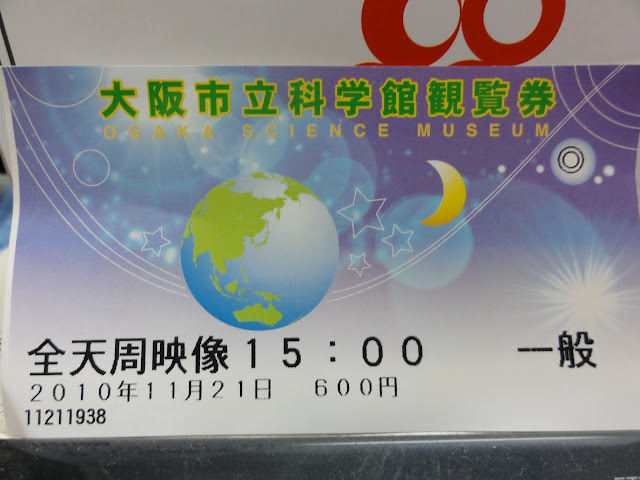 大阪市立科学館観覧券
OSAKA SCIENCE MUSEUM
全天周映像15:00 一般
2010年11月21日 600円
11211938